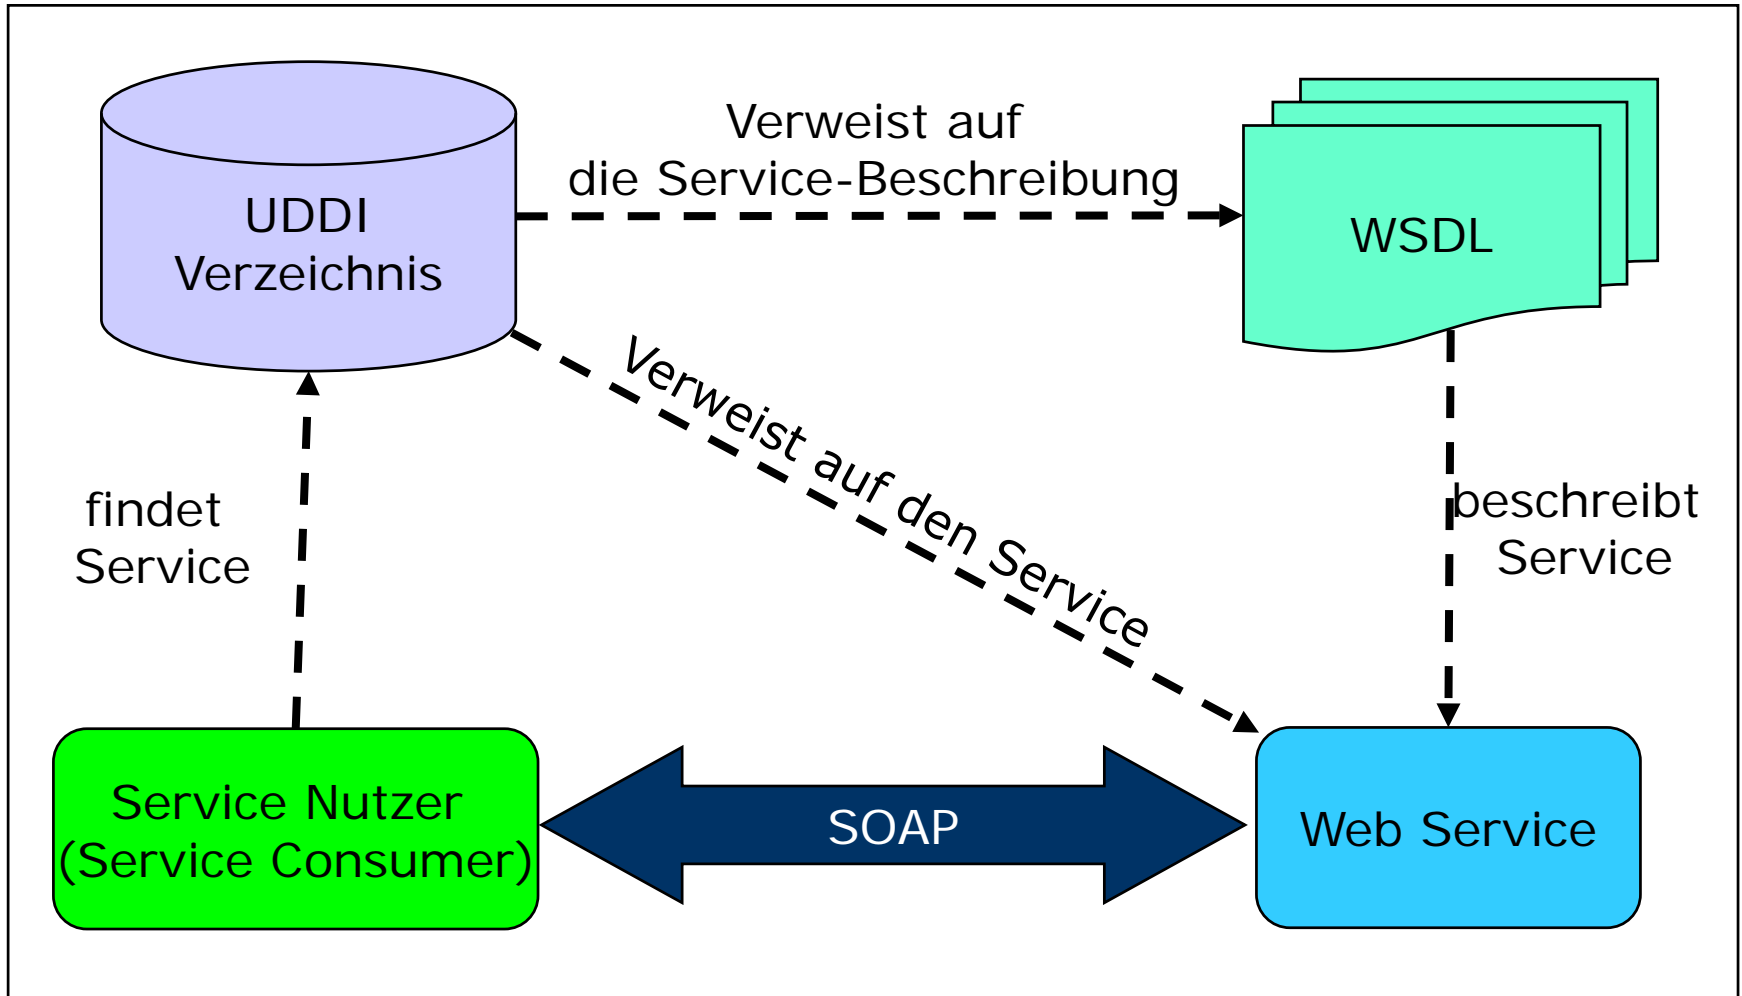 Verweist auf
die Service-Beschreibung
UDDI
Verzeichnis
WSDL
Verweist auf den Service
findet
Service
beschreibt
Service
Service Nutzer
(Service Consumer)
SOAP
Web Service